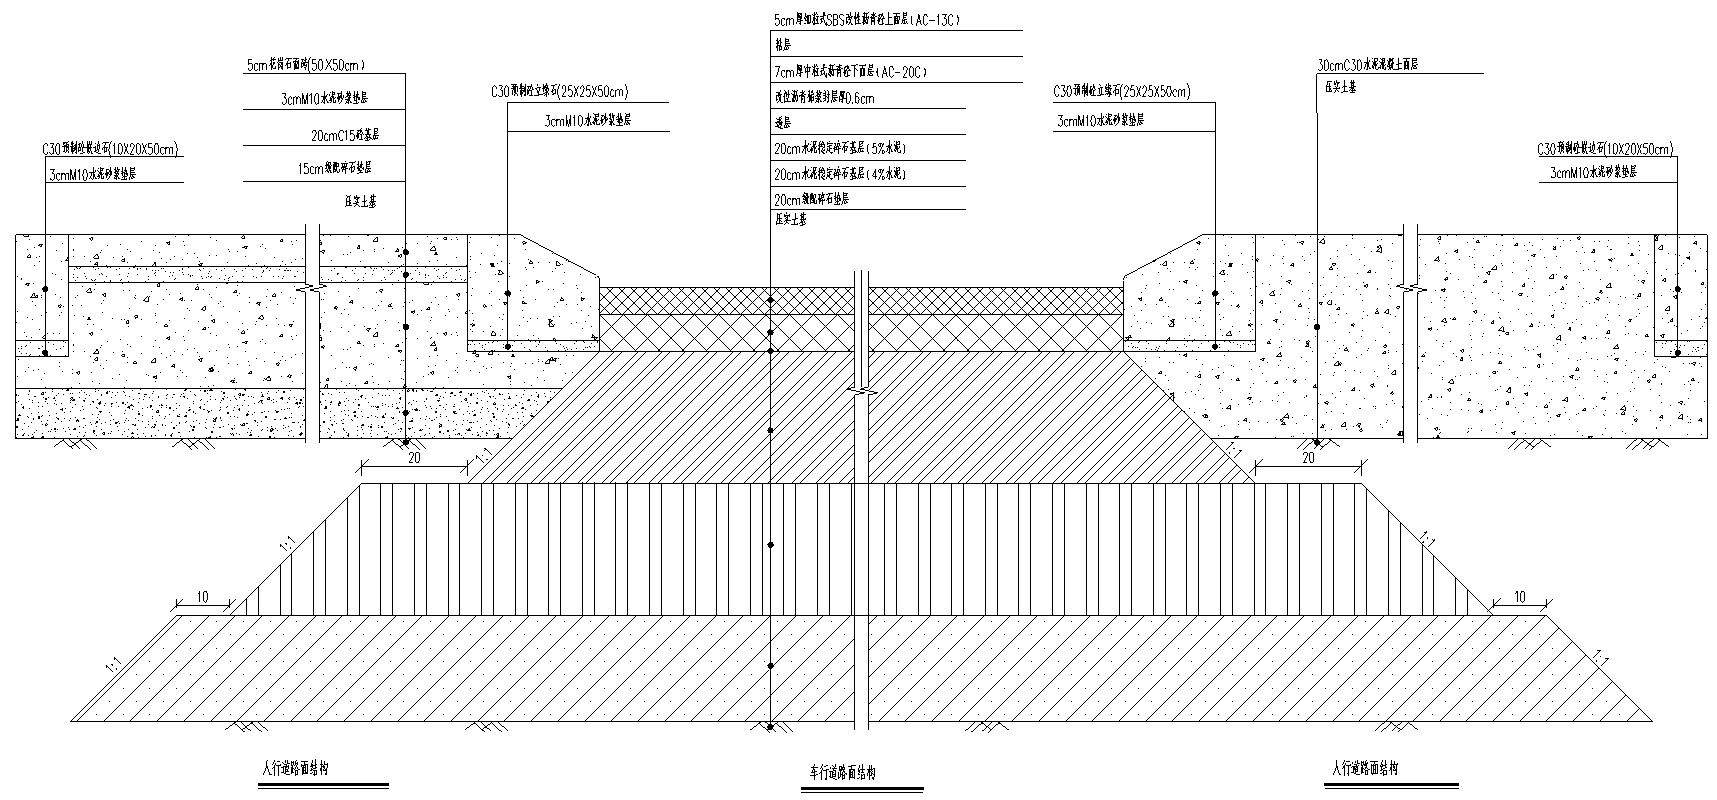 5cm厚细粒式SBS改性沥青砼上面层(AC-13C)
粘层
7cm厚中粒式沥青砼下面层(AC-20C)
改性沥青稀浆封层厚0.6cm
透层
20cm水泥稳定碎石基层(5%水泥)
20cm水泥稳定碎石基层(4%水泥)
20cm级配碎石垫层
压实土基
5cm花岗石面砖(50X50cm)
3cmM10水泥砂浆垫层
20cmC15砼基层
15cm级配碎石垫层
压实土基
C30预制砼嵌边石(10X20X50cm)
3cmM10水泥砂浆垫层
C30预制砼立缘石(25X25X50cm)
3cmM10水泥砂浆垫层
C30预制砼立缘石(25X25X50cm)
3cmM10水泥砂浆垫层
30cmC30水泥混凝土面层
压实土基
C30预制砼嵌边石(10X20X50cm)
3cmM10水泥砂浆垫层
20
1:1
1:1
20
1:1
1:1
10
10
1:1
1:1
人行道路面结构
车行道路面结构
人行道路面结构